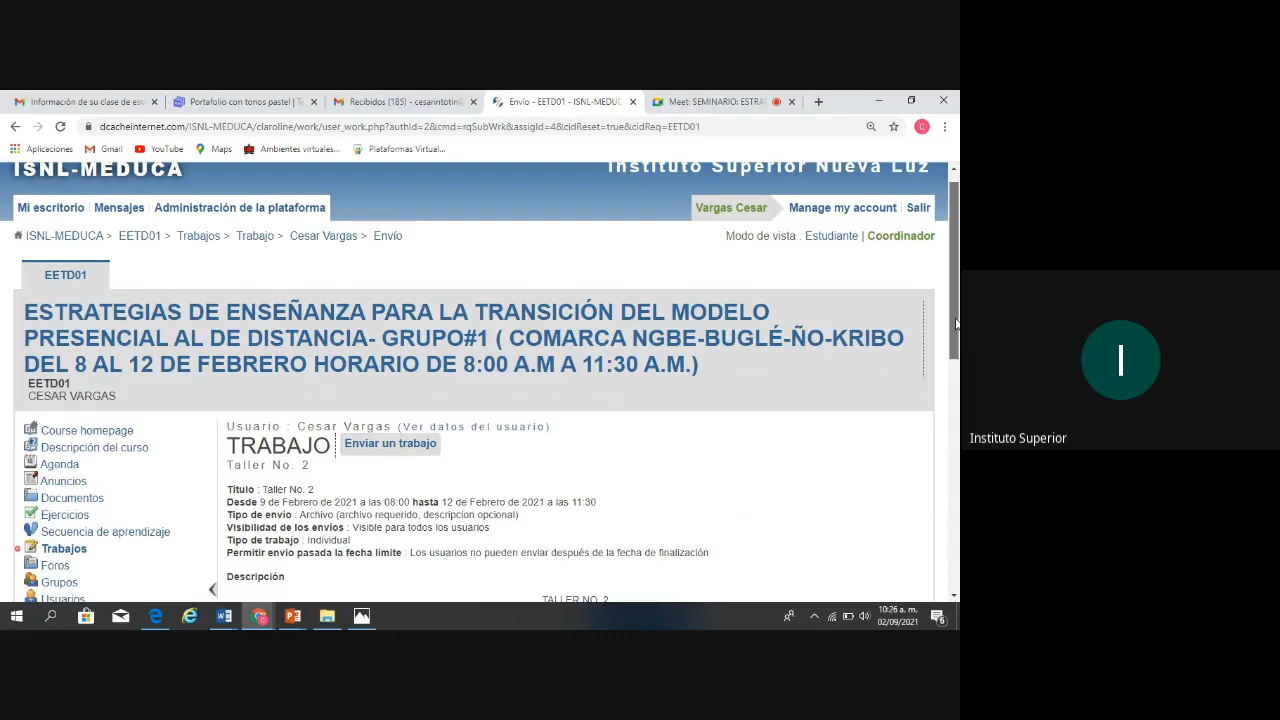 Información de su clase de es
Portafolio con tonos pastel | Te
Recibidos (185) - cesarintotin@
Envío - EETD01 - ISNL-MEDUC
Meet: SEMINARIO: ESTRA
dcacheinternet.com/ISNL-MEDUCA/claroline/work/user_work.php?authId=2&cmd=rqSubWrk&assigId=4&cidReset=true&cidReq=EETD01
C
Aplicaciones Gmail YouTube Maps Ambientes virtuales... Plataformas Virtual...
ISNL-MEDUCA Instituto Superior Nueva Luz
Mi escritorio Mensajes Administración de la plataforma Vargas Cesar Manage my account Salir
ISNL-MEDUCA > EETD01 > Trabajos > Trabajo > Cesar Vargas > Envío Modo de vista : Estudiante | Coordinador
EETD01
ESTRATEGIAS DE ENSEÑANZA PARA LA TRANSICIÓN DEL MODELO
PRESENCIAL AL DE DISTANCIA- GRUPO#1 ( COMARCA NGBE-BUGLÉ-ÑO-KRIBO
DEL 8 AL 12 DE FEBRERO HORARIO DE 8:00 A.M A 11:30 A.M.)
EETD01
CESAR VARGAS
Course homepage
Descripción del curso
Agenda
Anuncios
Documentos
Ejercicios
Secuencia de aprendizaje
Trabajos
Foros
Grupos
Usuarios
Usuario : Cesar Vargas (Ver datos del usuario)
TRABAJO Enviar un trabajo
Taller No. 2
Título : Taller No. 2
Desde 9 de Febrero de 2021 a las 08:00 hasta 12 de Febrero de 2021 a las 11:30
Tipo de envío : Archivo (archivo requerido, descripcion opcional)
Visibilidad de los envíos : Visible para todos los usuarios
Tipo de trabajo : Individual
Permitir envio pasada la fecha límite : Los usuarios no pueden enviar después de la fecha de finalización
Descripción
TALLER NO. 2
10:26 a. m.
02/09/2021
6
I
Instituto Superior